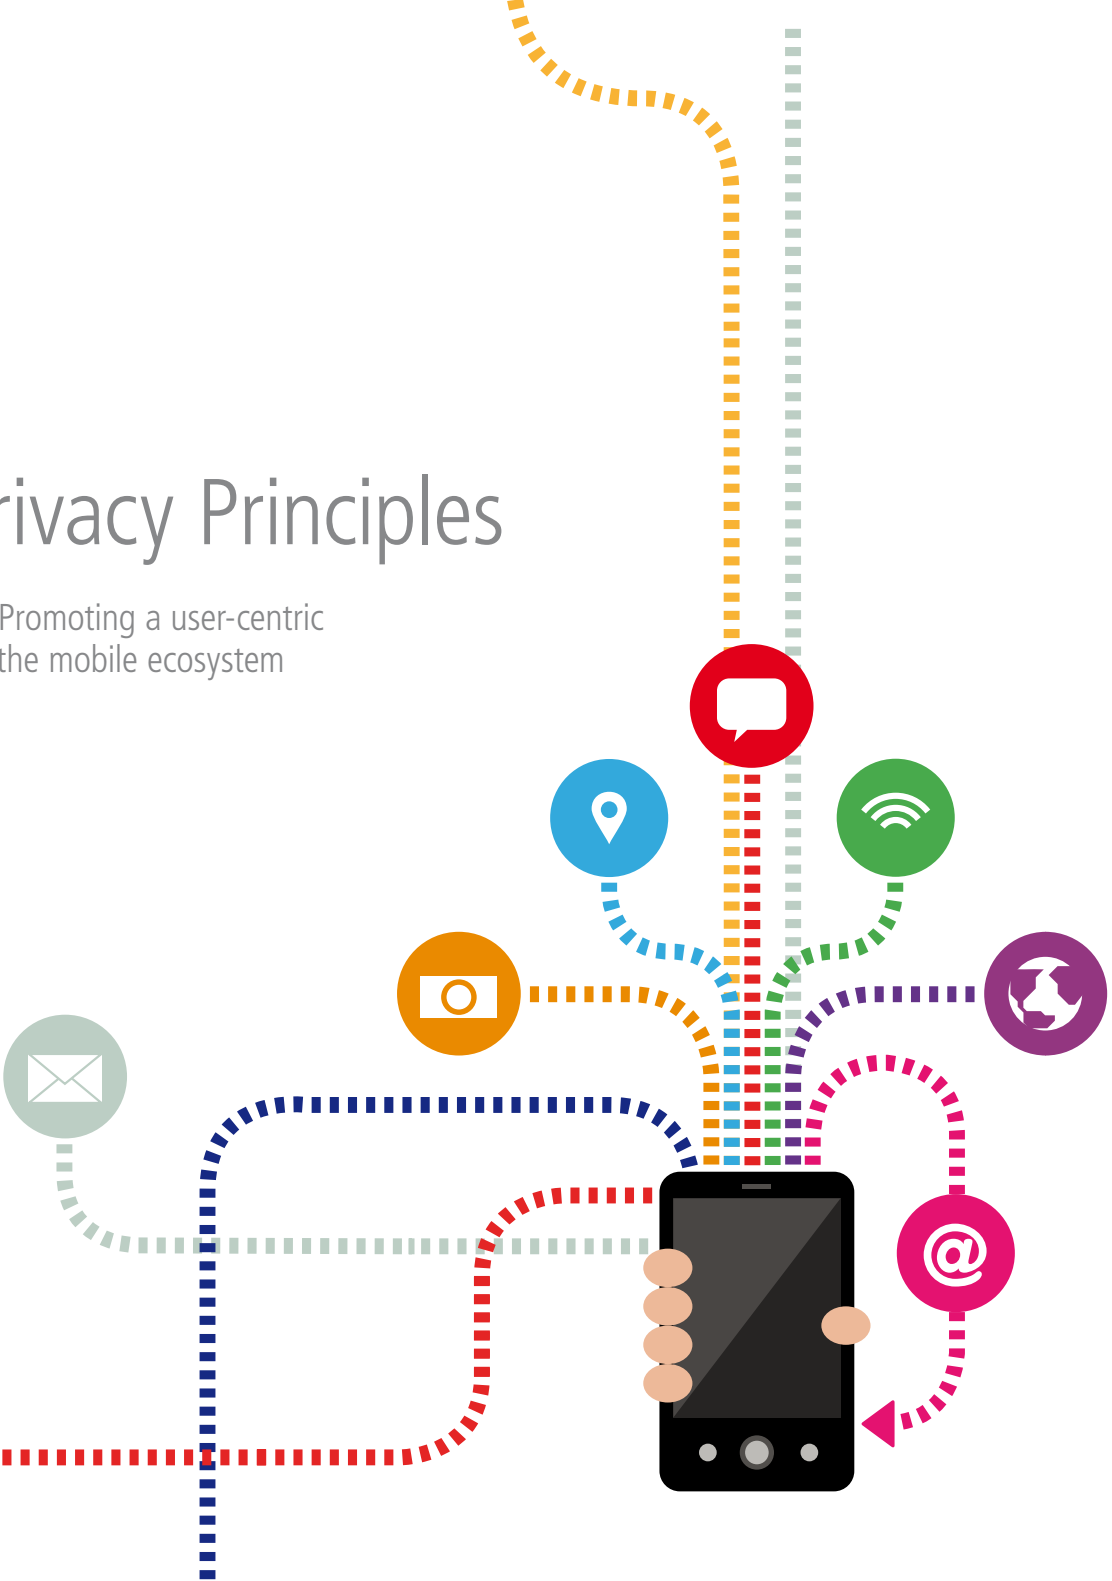 rivacy Principles
Promoting a user-centric
the mobile ecosystem
@